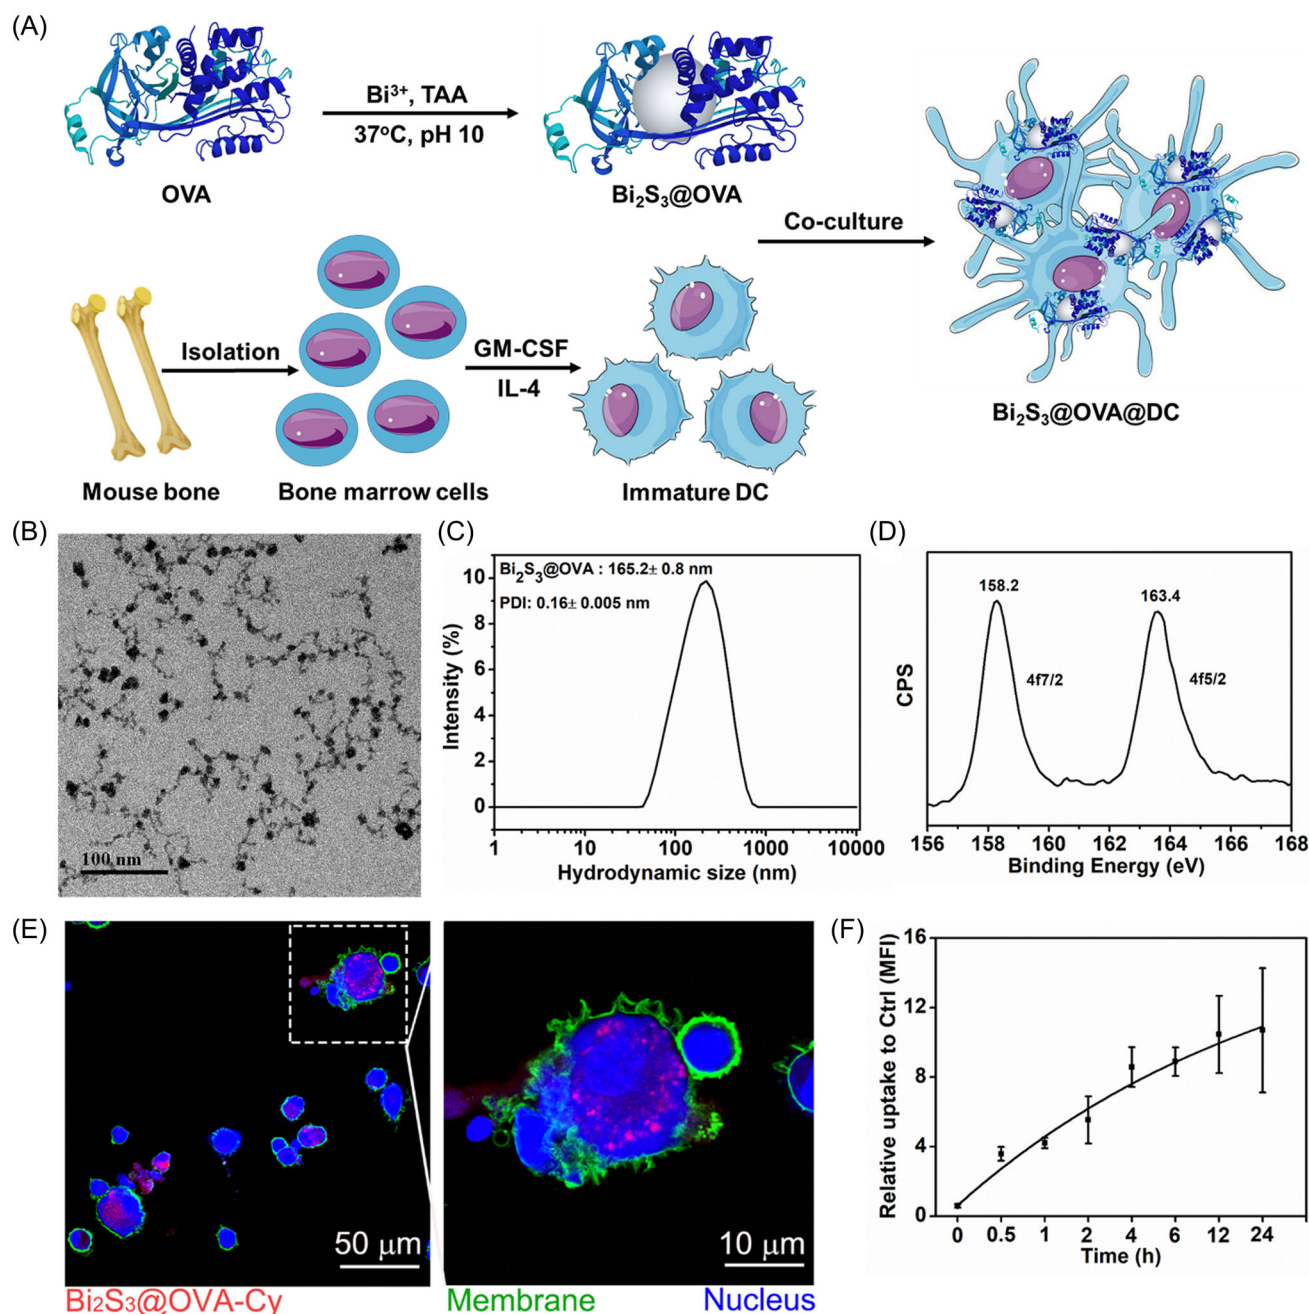 (A)
Bi³⁺, TAA
37ºC, pH 10
OVA
Bi₂S₃@OVA
Co-culture
Isolation
GM-CSF
IL-4
Bi₂S₃@OVA@DC
Mouse bone
Bone marrow cells
Immature DC
(B)
100 nm
(C)
Bi₂S₃@OVA : 165.2± 0.8 nm
PDI: 0.16± 0.005 nm
Intensity (%)
10
8
6
4
2
0
1 10 100 1000 10000
Hydrodynamic size (nm)
(D)
158.2
163.4
4f7/2
4f5/2
CPS
156 158 160 162 164 166 168
Binding Energy (eV)
(E)
50 μm
10 μm
Bi₂S₃@OVA-Cy
Membrane
Nucleus
(F)
Relative uptake to Ctrl (MFI)
16
12
8
4
0
0 0.5 1 2 4 6 12 24
Time (h)